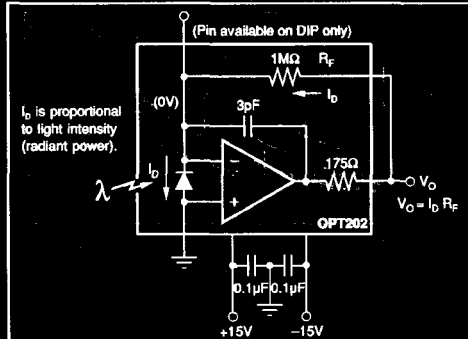 (Pin available on DIP only)
1MΩ R_F
I_D
(0V)
3pF
I_D is proportional
to light intensity
(radiant power).
I_D
λ
−
+
175Ω
V_O
V_O = I_D R_F
OPT202
0.1µF 0.1µF
+15V −15V